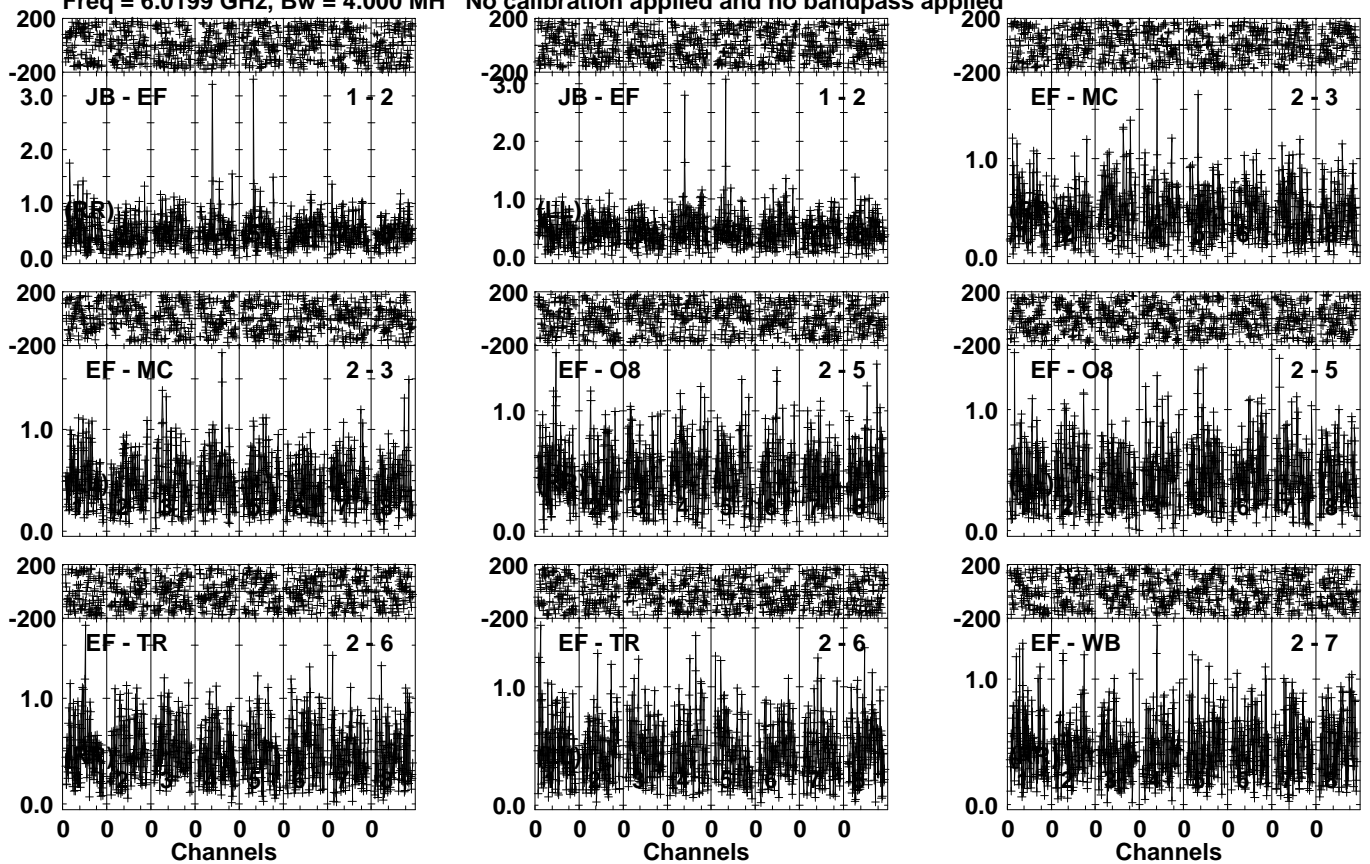 Freq = 6.0199 GHz, Bw = 4.000 MH No calibration applied and no bandpass applied
200 200 200
-200 -200 -200
JB - EF 1 - 2 JB - EF 1 - 2 EF - MC 2 - 3
3.0 3.0
2.0 2.0
1.0 1.0 1.0
(RR)
0.0 0.0 0.0
200 200 200
-200 -200 -200
EF - MC 2 - 3 EF - O8 2 - 5 EF - O8 2 - 5
1.0 1.0 1.0
0.0 0.0 0.0
200 200 200
-200 -200 -200
EF - TR 2 - 6 EF - TR 2 - 6 EF - WB 2 - 7
1.0 1.0 1.0
0.0 0.0 0.0
0 0 0 0 0 0 0 0 0 0 0 0 0 0 0 0 0 0 0 0 0 0 0 0
Channels Channels Channels